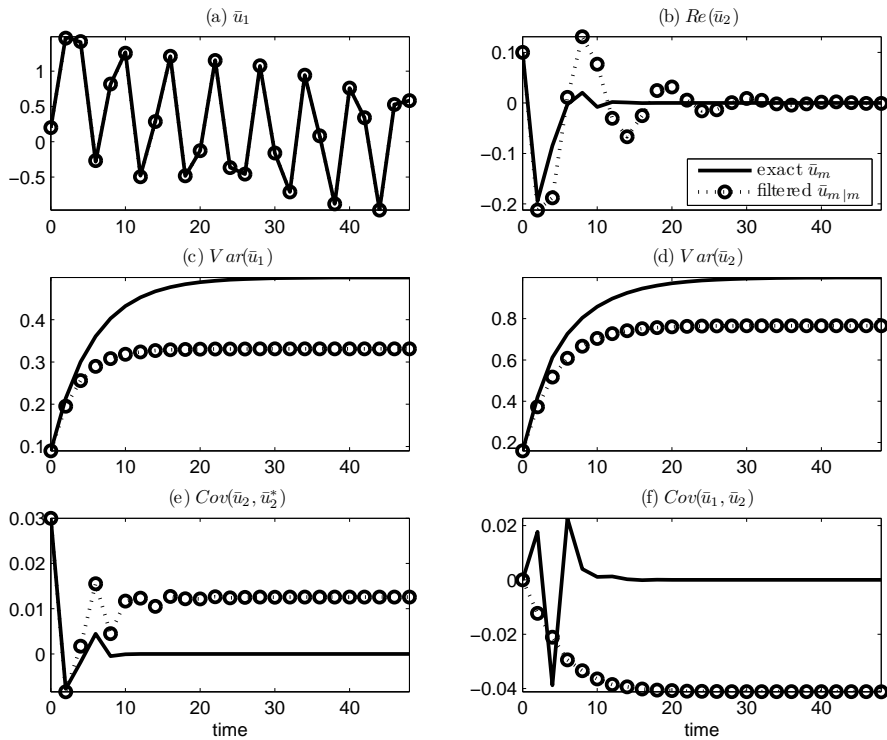 (a) ū₁
1
0.5
0
−0.5
0 10 20 30 40
(b) Re(ū₂)
0.1
0
−0.1
−0.2
exact ūₘ
filtered ūₘ|ₘ
0 10 20 30 40
(c) Var(ū₁)
0.4
0.3
0.2
0.1
0 10 20 30 40
(d) Var(ū₂)
0.8
0.6
0.4
0.2
0 10 20 30 40
(e) Cov(ū₂, ū₂*)
0.03
0.02
0.01
0
0 10 20 30 40
time
(f) Cov(ū₁, ū₂)
0.02
0
−0.02
−0.04
0 10 20 30 40
time